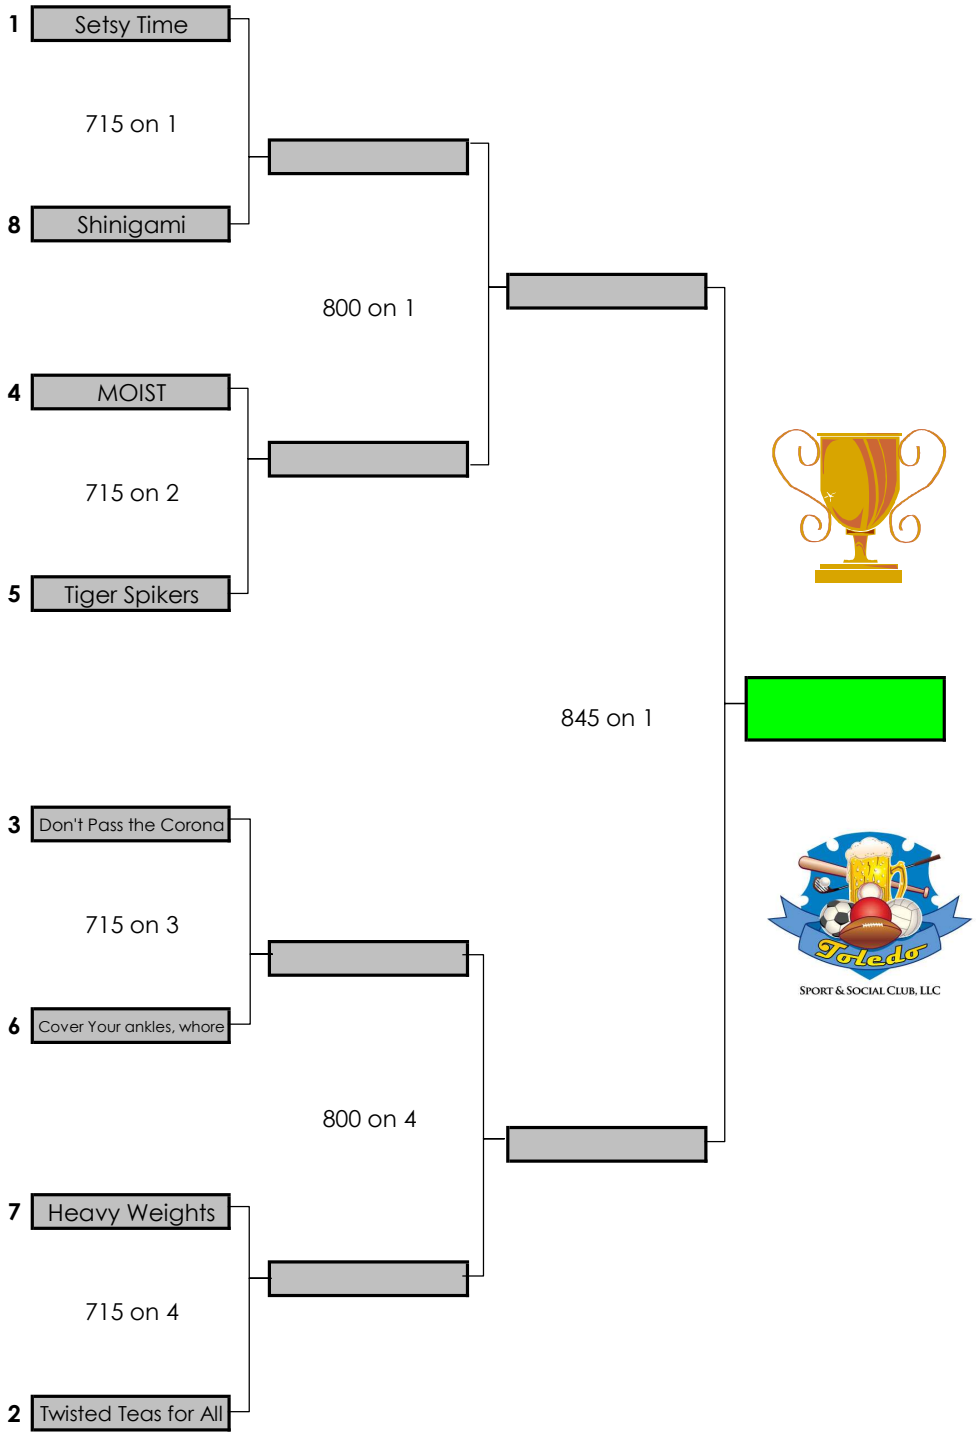 1 Setsy Time
715 on 1
8 Shinigami
800 on 1
4 MOIST
715 on 2
5 Tiger Spikers
845 on 1
3 Don't Pass the Corona
715 on 3
Toledo
SPORT & SOCIAL CLUB, LLC
6 Cover Your ankles, whore
800 on 4
7 Heavy Weights
715 on 4
2 Twisted Teas for All